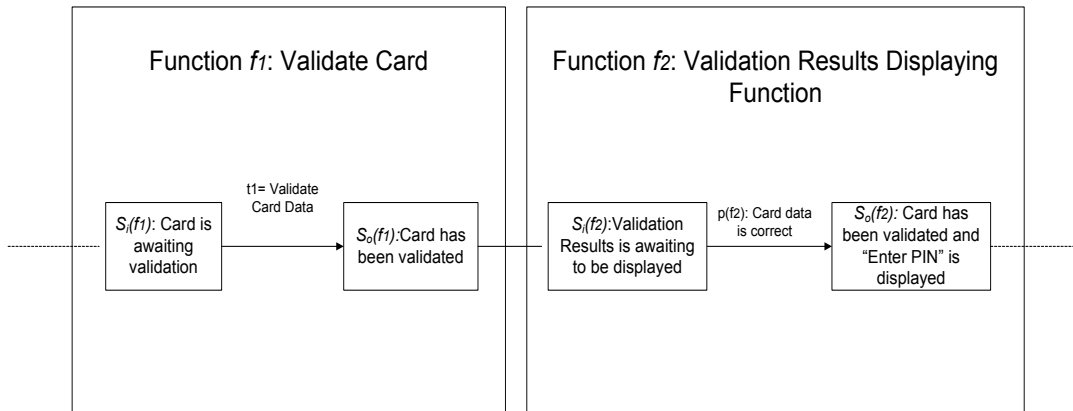 Function f1: Validate Card
t1= Validate
Card Data
Si(f1): Card is
awaiting
validation
So(f1):Card has
been validated
Function f2: Validation Results Displaying
Function
Si(f2):Validation
Results is awaiting
to be displayed
p(f2): Card data
is correct
So(f2): Card has
been validated and
“Enter PIN” is
displayed